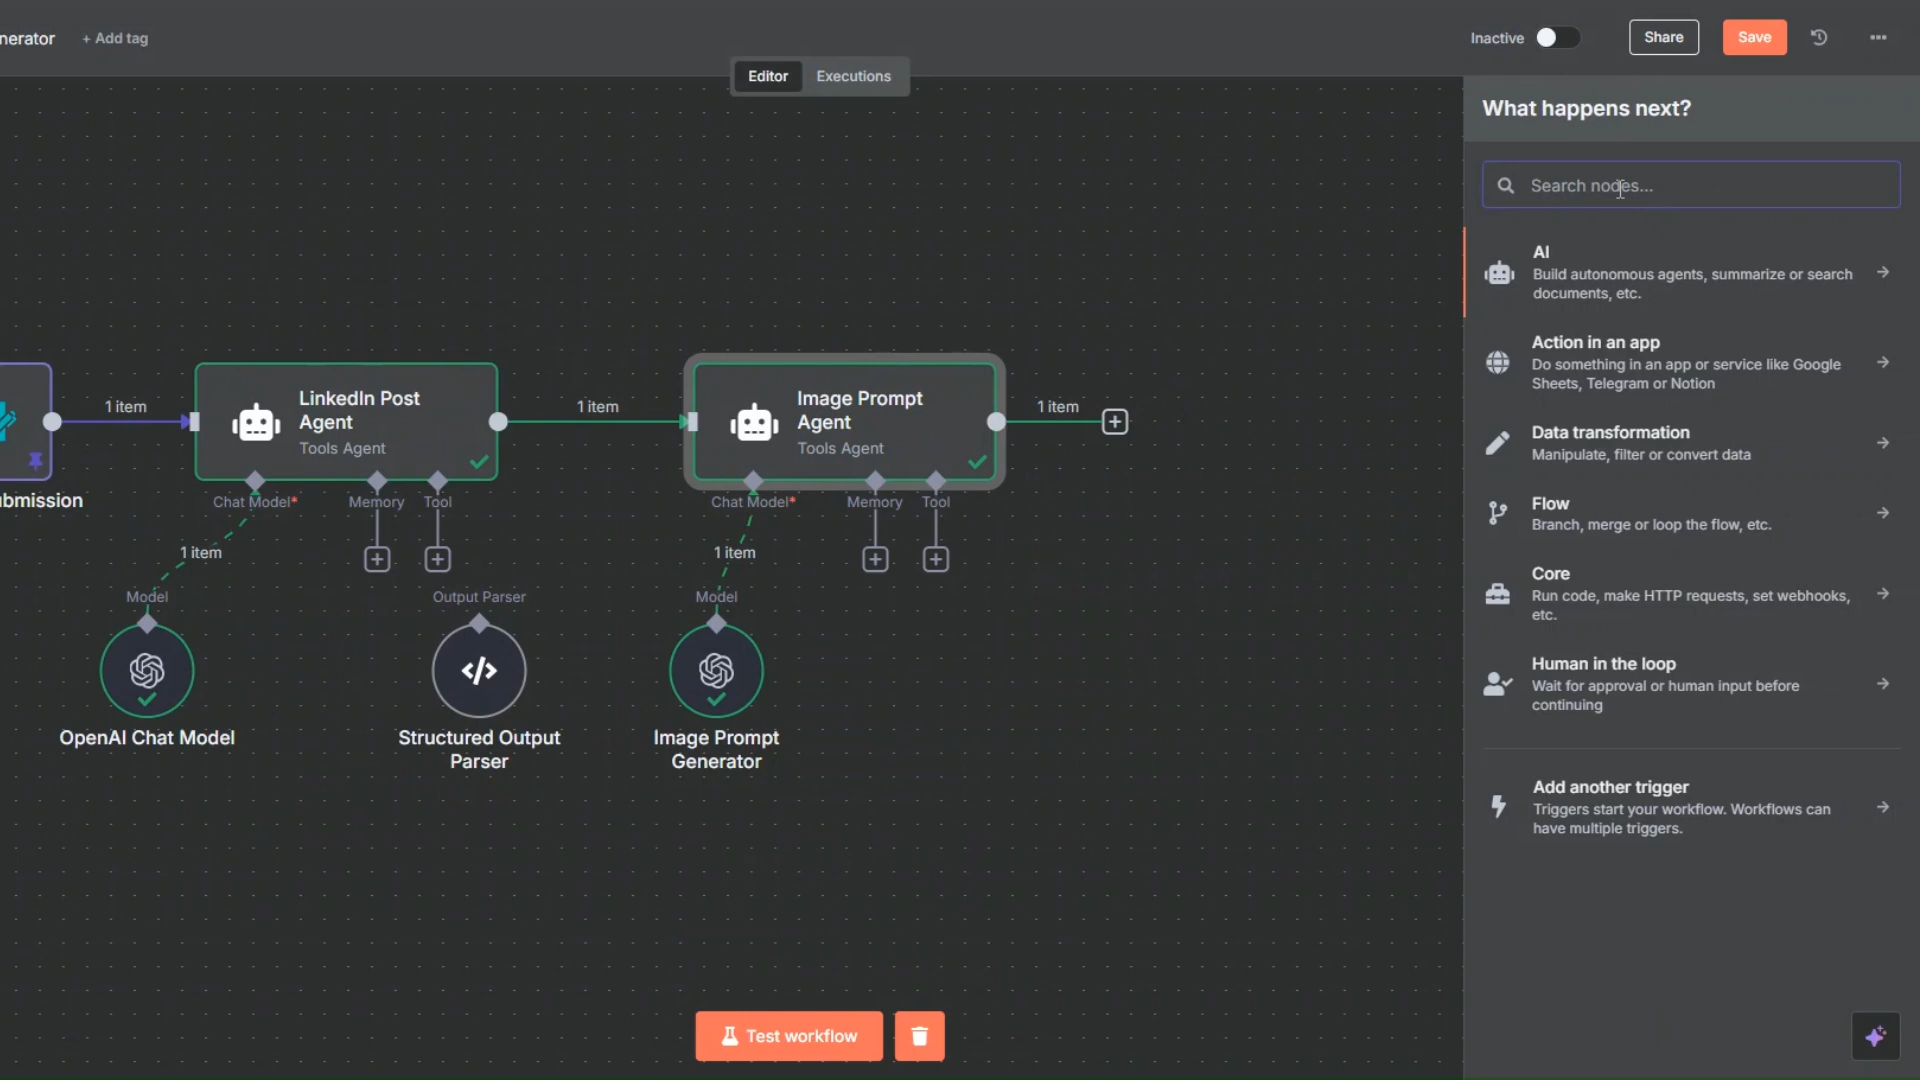 nerator
+ Add tag
Inactive
Share
Save
Editor
Executions
What happens next?
Search nodes...
AI
Build autonomous agents, summarize or search
documents, etc.
Action in an app
Do something in an app or service like Google
Sheets, Telegram or Notion
Data transformation
Manipulate, filter or convert data
Flow
Branch, merge or loop the flow, etc.
Core
Run code, make HTTP requests, set webhooks,
etc.
Human in the loop
Wait for approval or human input before
continuing
Add another trigger
Triggers start your workflow. Workflows can
have multiple triggers.
ubmission
1 item
LinkedIn Post
Agent
Tools Agent
1 item
Image Prompt
Agent
Tools Agent
1 item
Chat Model*
Memory
Tool
Chat Model*
Memory
Tool
1 item
1 item
Model
Output Parser
Model
OpenAI Chat Model
Structured Output
Parser
Image Prompt
Generator
Test workflow